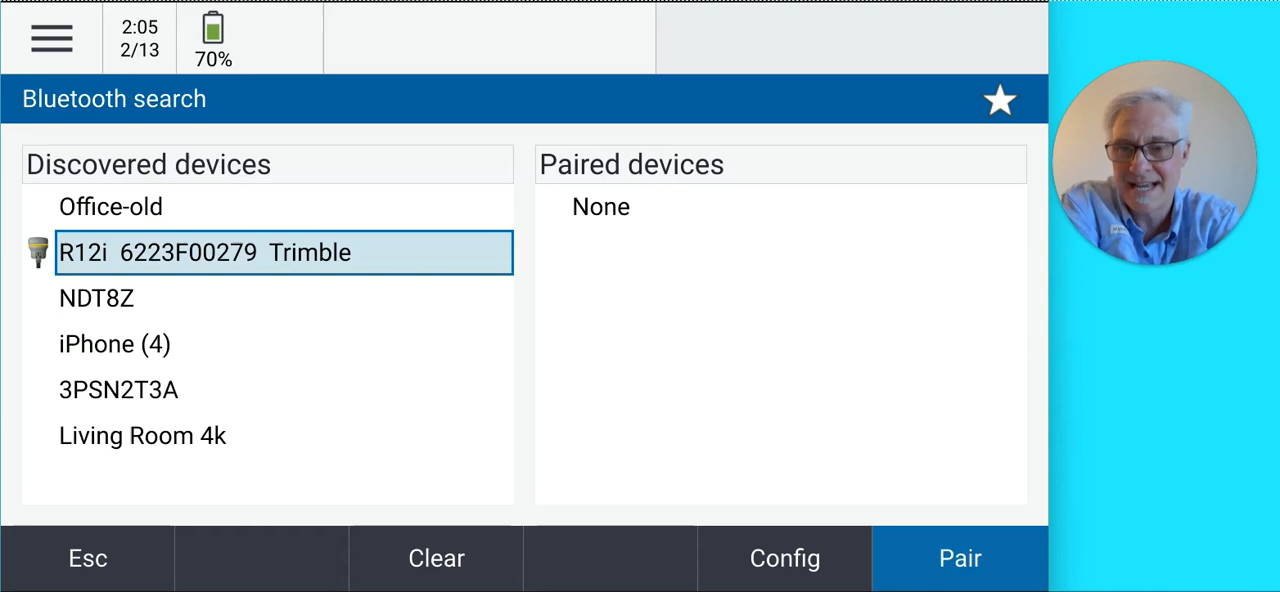 2:05
2/13
70%
Bluetooth search
Discovered devices
Office-old
R12i 6223F00279 Trimble
NDT8Z
iPhone (4)
3PSN2T3A
Living Room 4k
Paired devices
None
Esc
Clear
Config
Pair